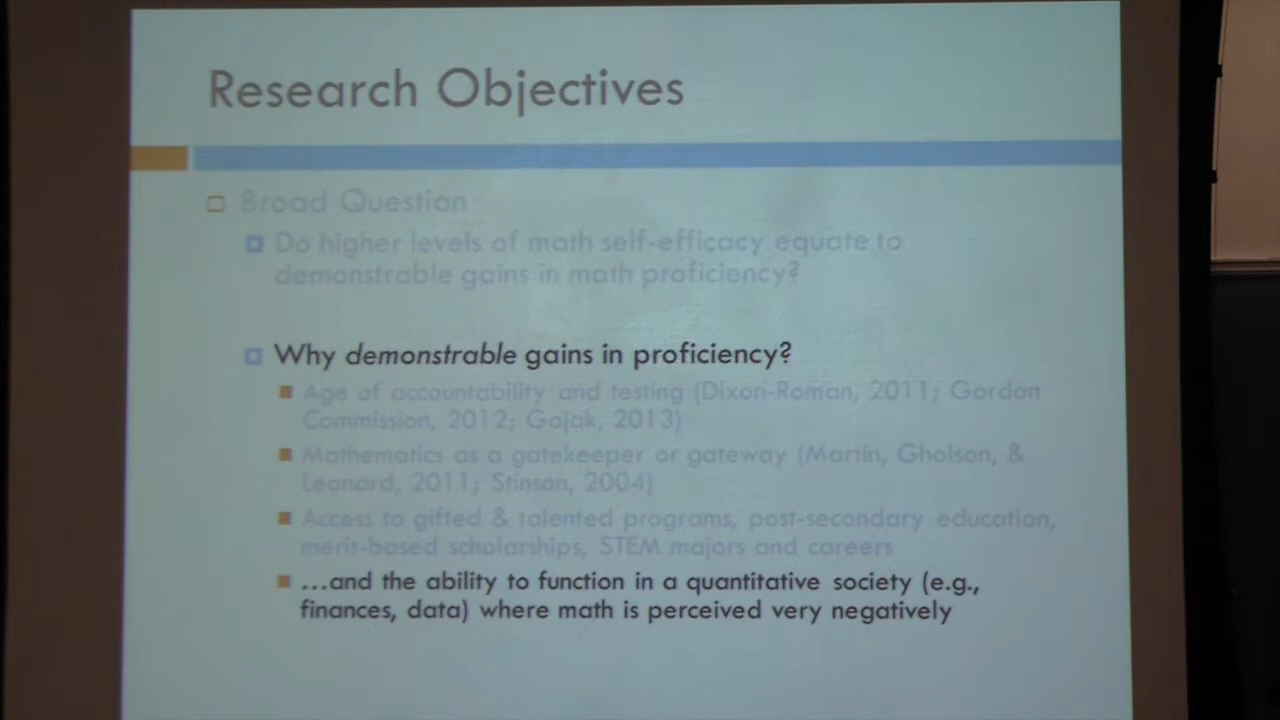 Research Objectives
Broad Question
Do higher levels of math self-efficacy equate to
demonstrable gains in math proficiency?
Why demonstrable gains in proficiency?
Age of accountability and testing (Dixon-Roman, 2011; Gordon
Commission, 2012; Gojak, 2013)
Mathematics as a gatekeeper or gateway (Martin, Gholson, &
Leonard, 2011; Stinson, 2004)
Access to gifted & talented programs, post-secondary education,
merit-based scholarships, STEM majors and careers
...and the ability to function in a quantitative society (e.g.,
finances, data) where math is perceived very negatively